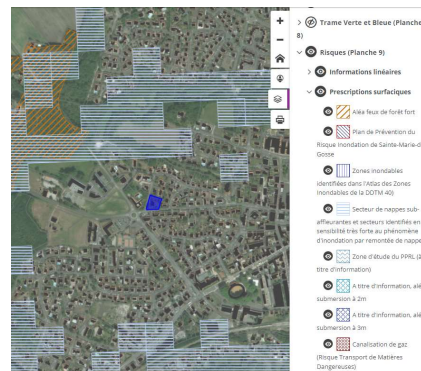 Trame Verte et Bleue (Planche
8)
Risques (Planche 9)
Informations linéaires
Prescriptions surfaciques
Aléa feux de forêt fort
Plan de Prévention du
Risque Inondation de Sainte-Marie-d
Gosse
Zones inondables
identifiées dans l'Atlas des Zones
Inondables de la DDTM 40)
Secteur de nappes sub-
affleurantes et secteurs identifiés en
sensibilité très forte au phénomène
d'inondation par remontée de nappe
Zone d'étude du PPRL (à
titre d'information)
A titre d'information, alé
submersion à 2m
A titre d'information, alé
submersion à 3m
Canalisation de gaz
(Risque Transport de Matières
Dangereuses)